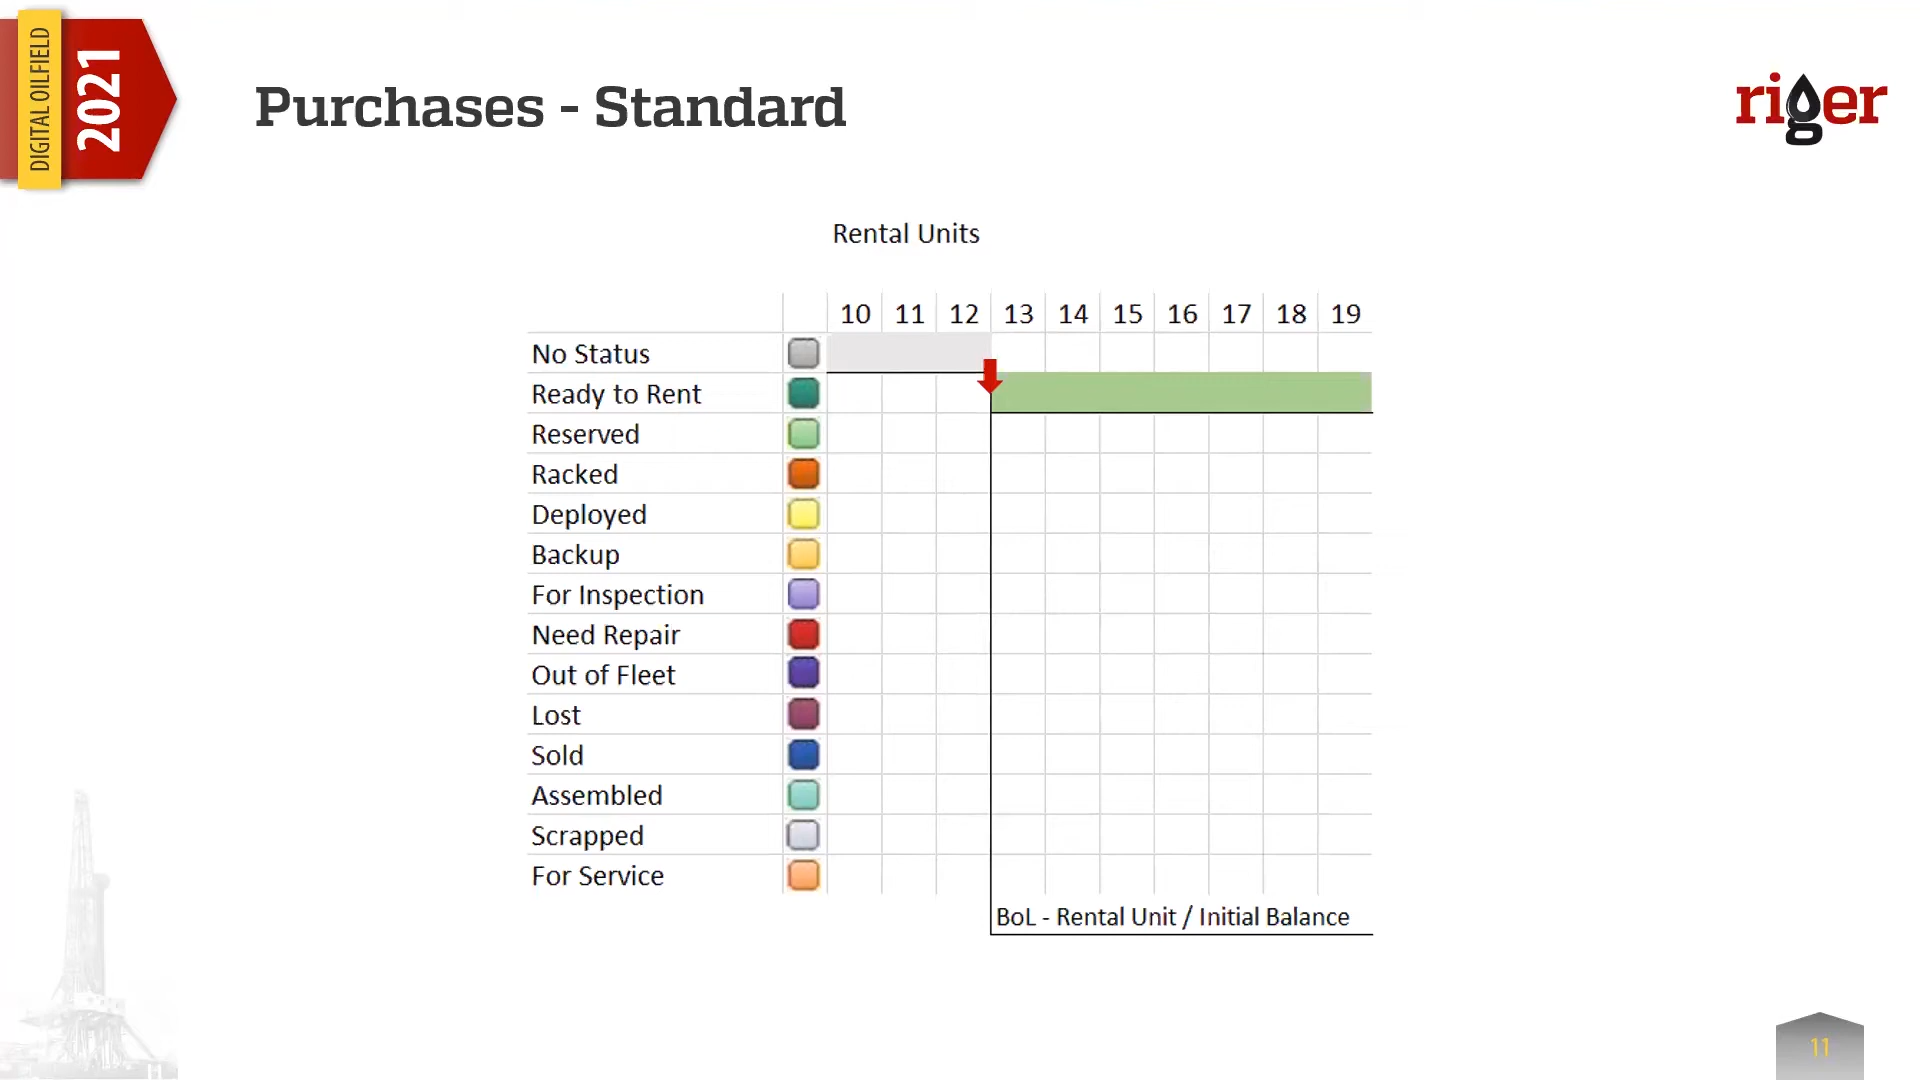 DIGITAL OILFIELD
2021
Purchases - Standard
riger
Rental Units
10 11 12 13 14 15 16 17 18 19
No Status
Ready to Rent
Reserved
Racked
Deployed
Backup
For Inspection
Need Repair
Out of Fleet
Lost
Sold
Assembled
Scrapped
For Service
BoL - Rental Unit / Initial Balance
11